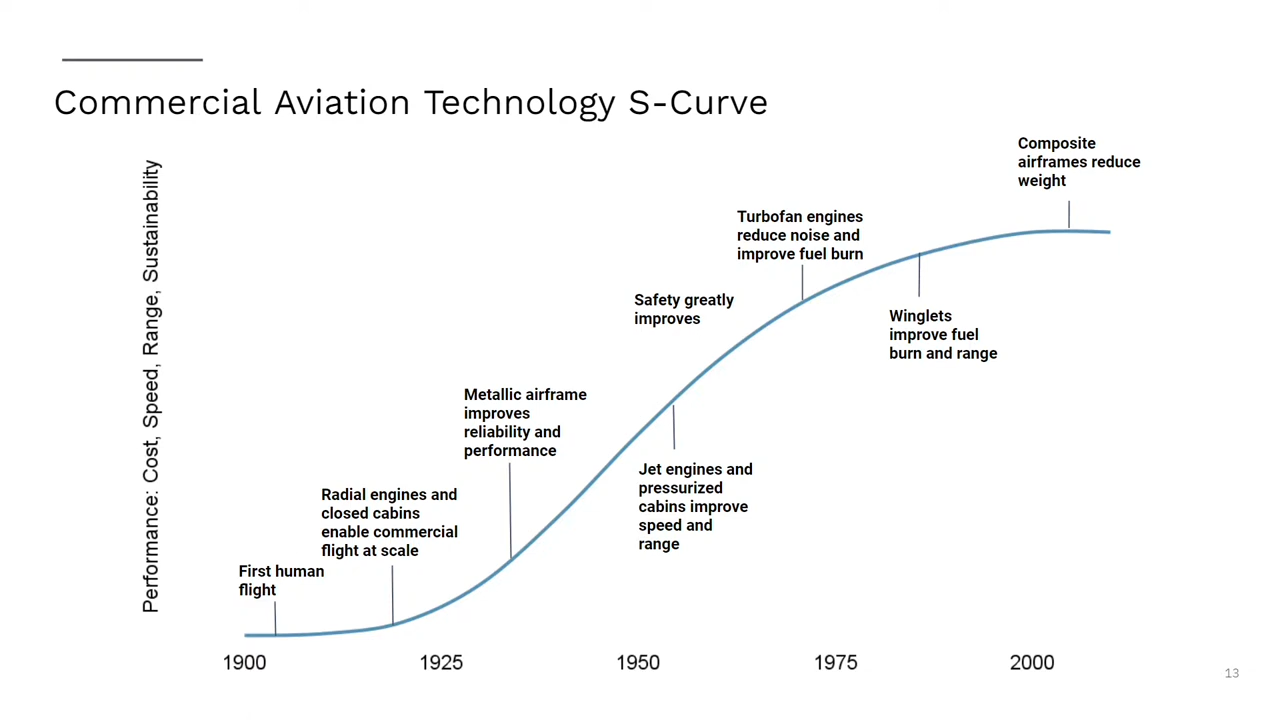 Commercial Aviation Technology S-Curve
Performance: Cost, Speed, Range, Sustainability
Composite
airframes reduce
weight
Turbofan engines
reduce noise and
improve fuel burn
Safety greatly
improves
Winglets
improve fuel
burn and range
Metallic airframe
improves
reliability and
performance
Jet engines and
pressurized
cabins improve
speed and
range
Radial engines and
closed cabins
enable commercial
flight at scale
First human
flight
1900
1925
1950
1975
2000
13